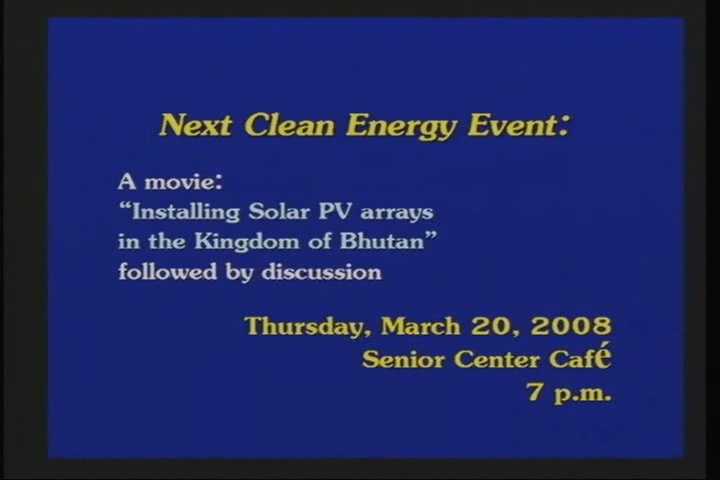 Next Clean Energy Event:
A movie:
“Installing Solar PV arrays
in the Kingdom of Bhutan”
followed by discussion
Thursday, March 20, 2008
Senior Center Café
7 p.m.